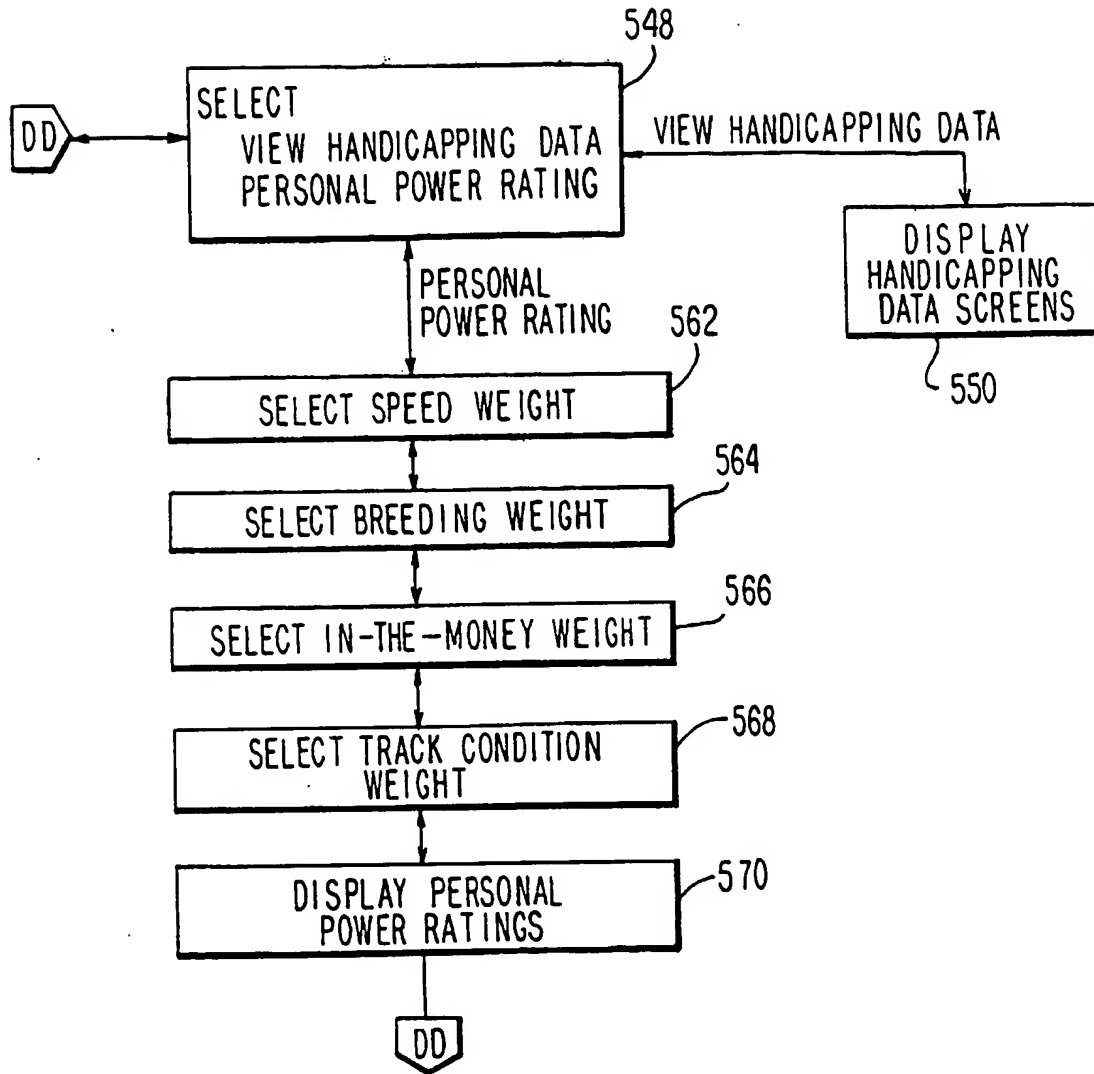 548
DD
SELECT
VIEW HANDICAPPING DATA
PERSONAL POWER RATING
VIEW HANDICAPPING DATA
DISPLAY
HANDICAPPING
DATA SCREENS
550
PERSONAL
POWER RATING
562
SELECT SPEED WEIGHT
564
SELECT BREEDING WEIGHT
566
SELECT IN-THE-MONEY WEIGHT
568
SELECT TRACK CONDITION
WEIGHT
570
DISPLAY PERSONAL
POWER RATINGS
DD